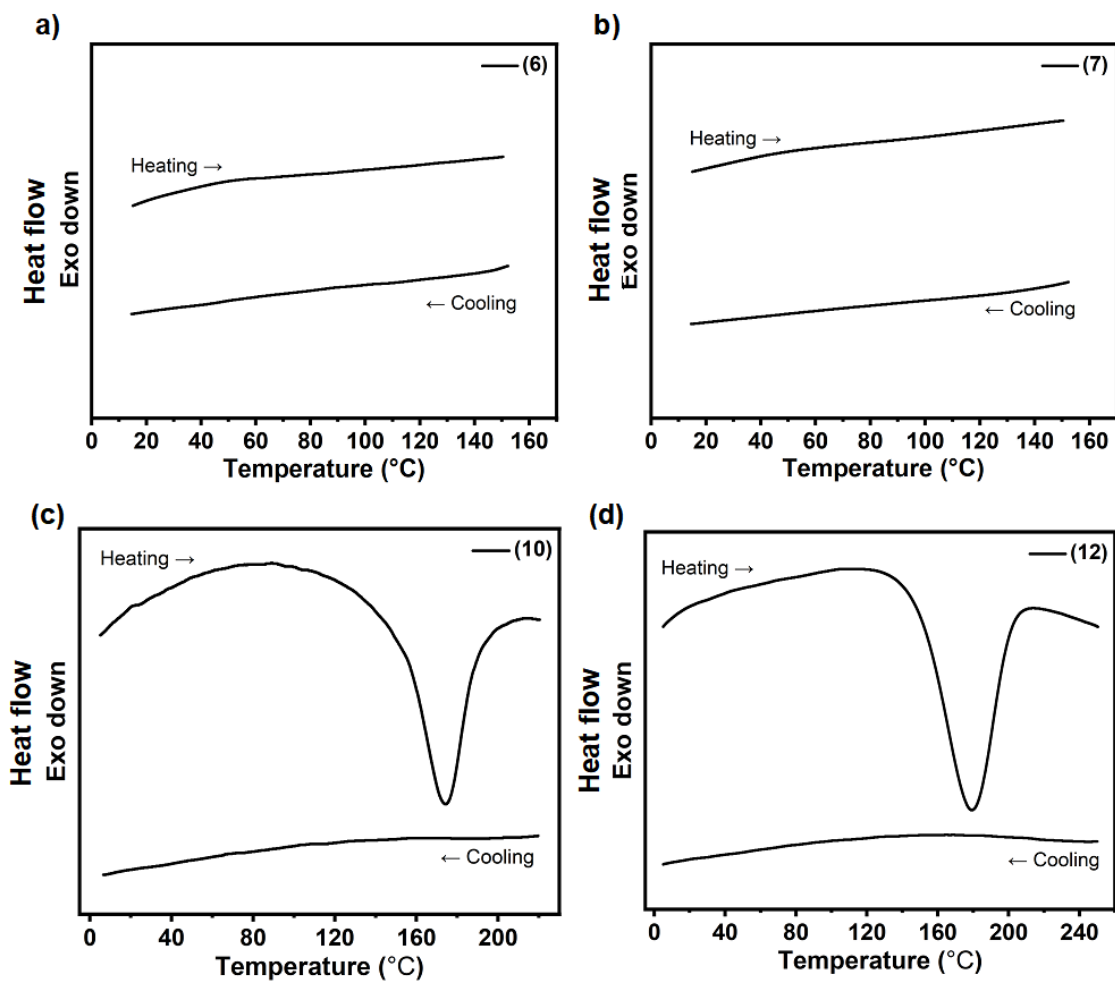 a)
(6)
Heating →
← Cooling
Heat flow
Exo down
0 20 40 60 80 100 120 140 160
Temperature (°C)
b)
(7)
Heating →
← Cooling
Heat flow
Exo down
0 20 40 60 80 100 120 140 160
Temperature (°C)
(c)
(10)
Heating →
← Cooling
Heat flow
Exo down
0 40 80 120 160 200
Temperature (°C)
(d)
(12)
Heating →
← Cooling
Heat flow
Exo down
0 40 80 120 160 200 240
Temperature (°C)